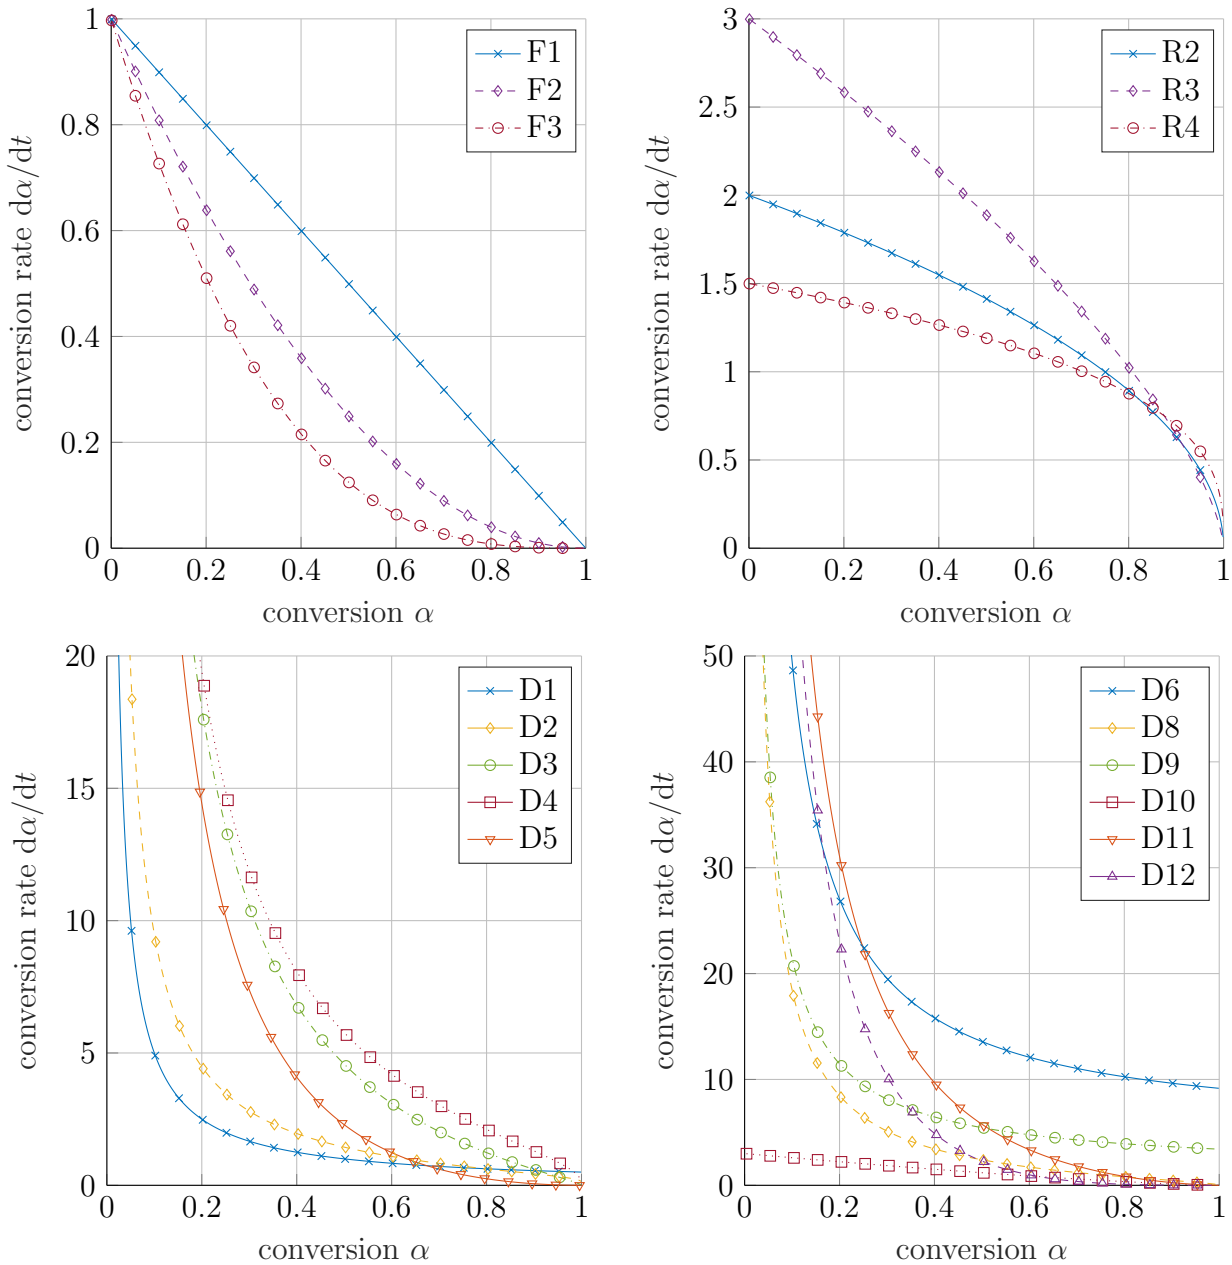 1
0.8
0.6
0.4
0.2
0
0
0.2
0.4
0.6
0.8
1
conversion α
conversion rate dα/dt
F1
F2
F3
3
2.5
2
1.5
1
0.5
0
0
0.2
0.4
0.6
0.8
1
conversion α
conversion rate dα/dt
R2
R3
R4
20
15
10
5
0
0
0.2
0.4
0.6
0.8
1
conversion α
conversion rate dα/dt
D1
D2
D3
D4
D5
50
40
30
20
10
0
0
0.2
0.4
0.6
0.8
1
conversion α
conversion rate dα/dt
D6
D8
D9
D10
D11
D12